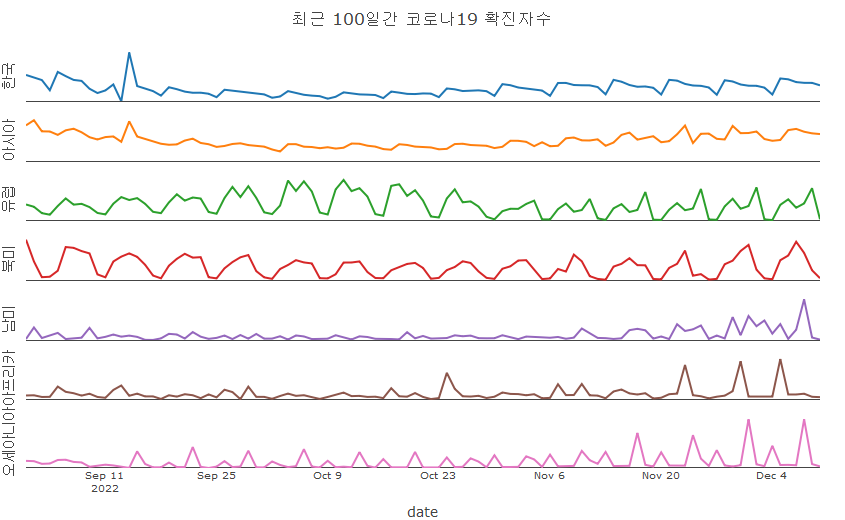 최근 100일간 코로나19 확진자수
한국
아시아
유럽
북미
남미
아프리카
오세아니아
Sep 11
2022
Sep 25
Oct 9
Oct 23
Nov 6
Nov 20
Dec 4
date